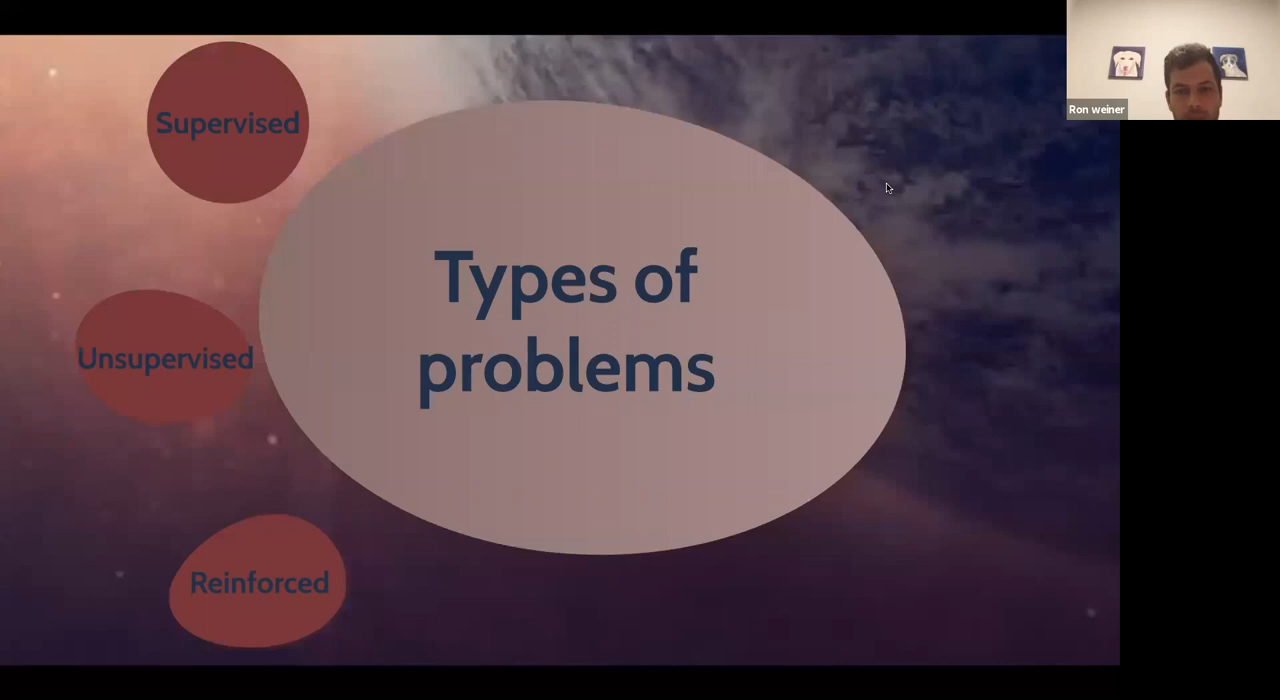 Supervised
Types of
problems
Unsupervised
Reinforced
Ron weiner